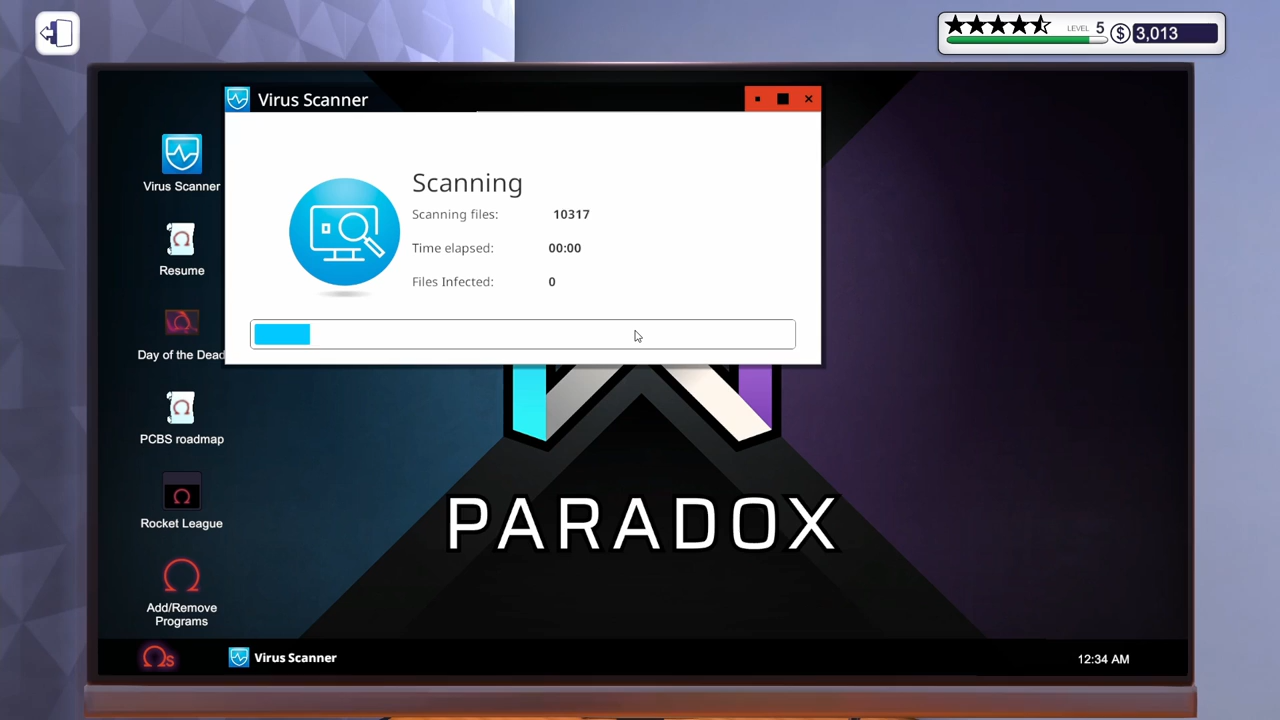 LEVEL 5 $ 3,013
Virus Scanner
Virus Scanner
Resume
Day of the Dead
PCBS roadmap
Rocket League
Add/Remove
Programs
Scanning
Scanning files: 10317
Time elapsed: 00:00
Files Infected: 0
PARADOX
Ωs
Virus Scanner
12:34 AM